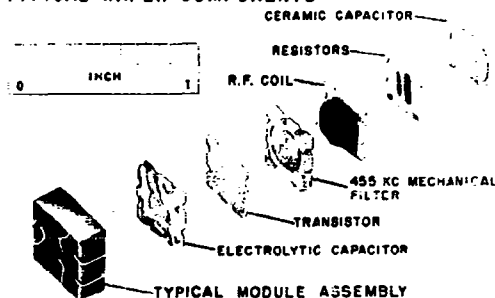 CERAMIC CAPACITOR
RESISTORS
R.F. COIL
0 INCH 1
455 KC MECHANICAL
FILTER
TRANSISTOR
ELECTROLYTIC CAPACITOR
TYPICAL MODULE ASSEMBLY